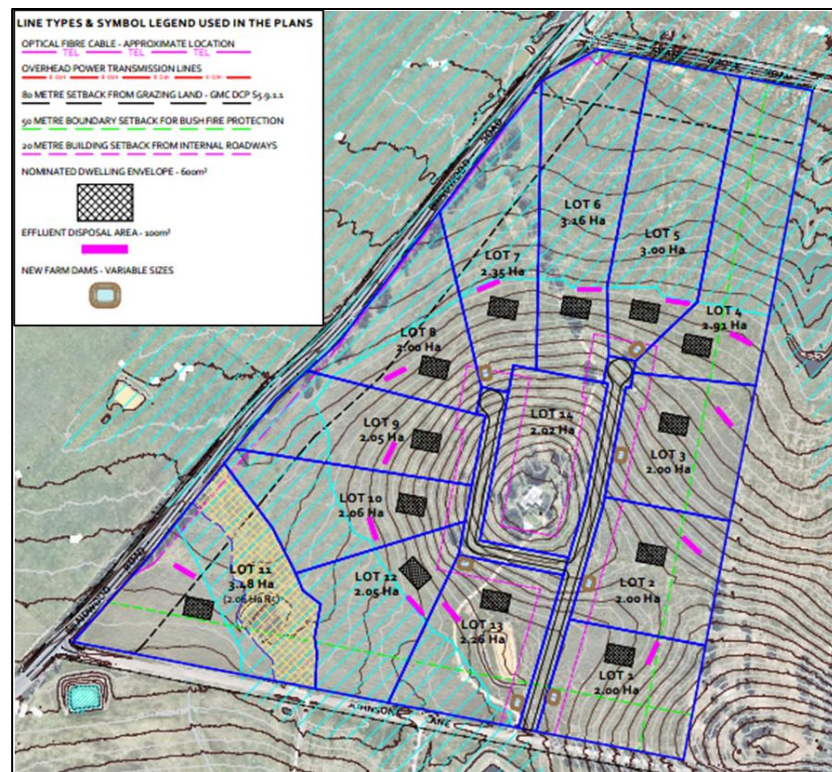 LINE TYPES & SYMBOL LEGEND USED IN THE PLANS
OPTICAL FIBRE CABLE - APPROXIMATE LOCATION
TEL TEL TEL
OVERHEAD POWER TRANSMISSION LINES
80 METRE SETBACK FROM GRAZING LAND - GMC DCP S5.9.1.1
50 METRE BOUNDARY SETBACK FOR BUSH FIRE PROTECTION
20 METRE BUILDING SETBACK FROM INTERNAL ROADWAYS
NOMINATED DWELLING ENVELOPE - 600m²
EFFLUENT DISPOSAL AREA - 100m²
NEW FARM DAMS - VARIABLE SIZES
ROAD
LOT 6
3.16 Ha
LOT 5
3.00 Ha
LOT 7
2.35 Ha
LOT 4
2.91 Ha
LOT 8
2.00 Ha
LOT 14
2.92 Ha
LOT 9
2.05 Ha
LOT 3
2.00 Ha
LOT 10
2.06 Ha
LOT 11
3.48 Ha
LOT 12
2.05 Ha
LOT 2
2.00 Ha
LOT 13
2.26 Ha
LOT 1
2.00 Ha
ROAD
JOHNSONS LANE